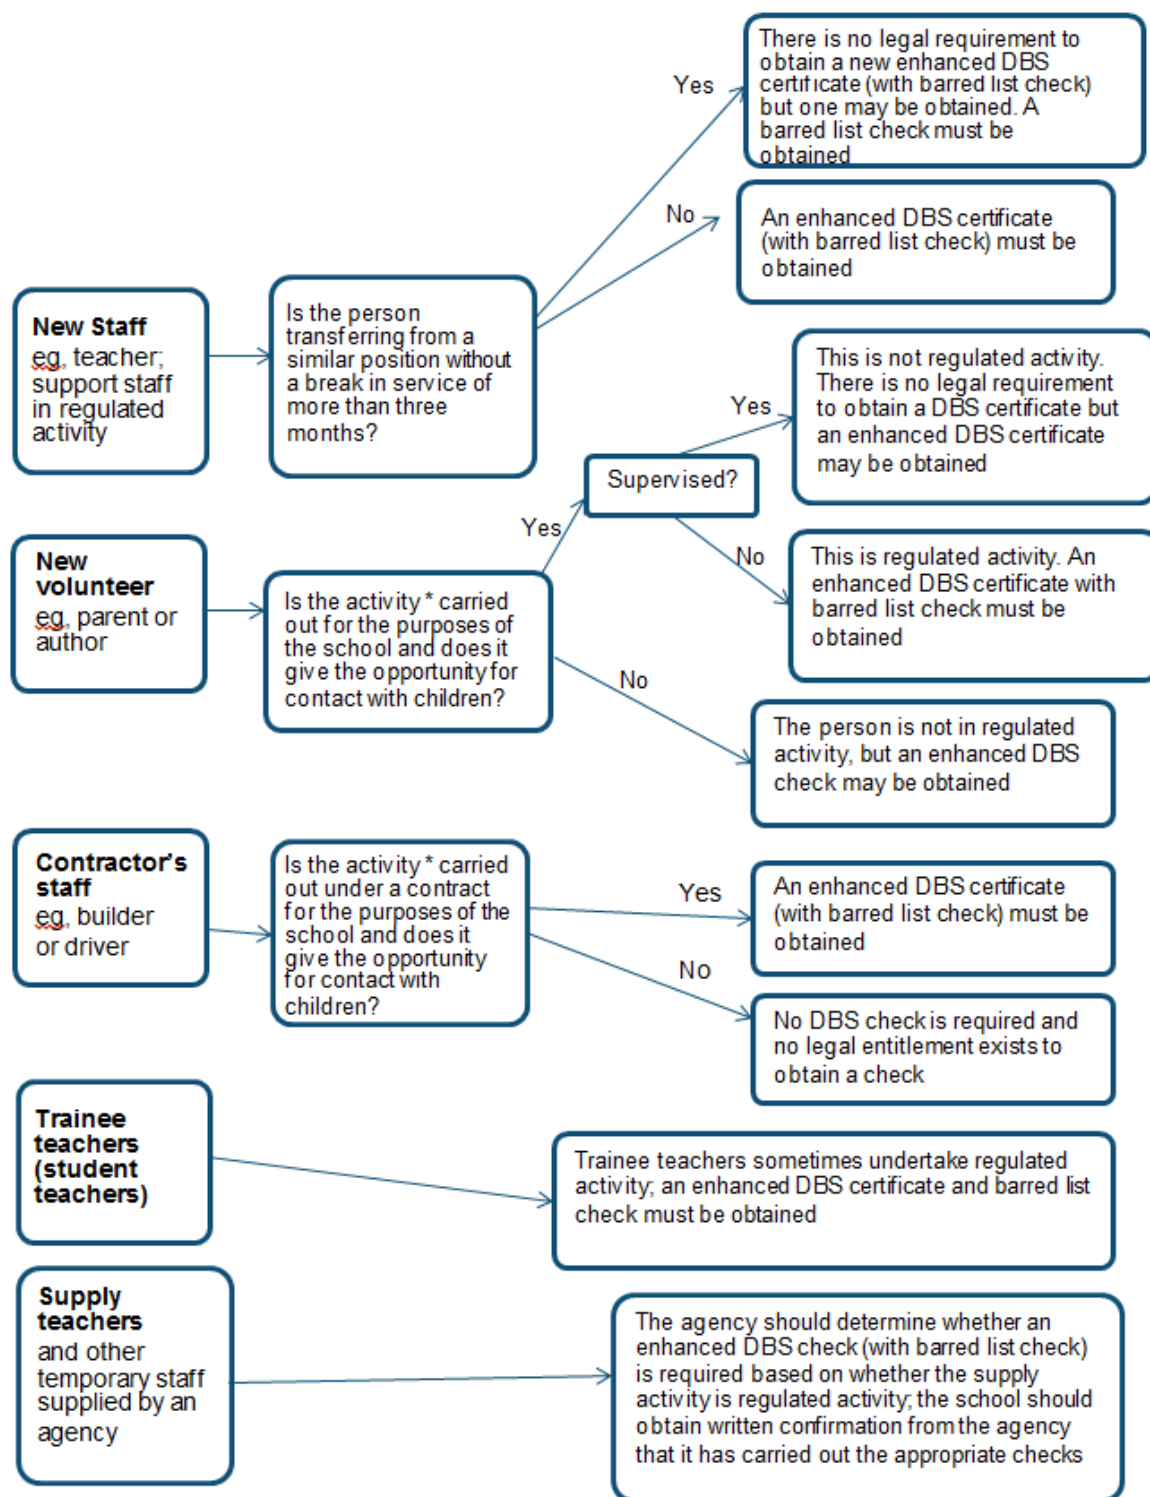 There is no legal requirement to
obtain a new enhanced DBS
certificate (with barred list check)
but one may be obtained. A
barred list check must be
obtained
Yes
No
An enhanced DBS certificate
(with barred list check) must be
obtained
New Staff
eg, teacher;
support staff
in regulated
activity
Is the person
transferring from a
similar position without
a break in service of
more than three
months?
This is not regulated activity.
There is no legal requirement
to obtain a DBS certificate but
an enhanced DBS certificate
may be obtained
Yes
Supervised?
Yes
No
This is regulated activity. An
enhanced DBS certificate with
barred list check must be
obtained
New
volunteer
eg, parent or
author
Is the activity * carried
out for the purposes of
the school and does it
give the opportunity for
contact with children?
No
The person is not in regulated
activity, but an enhanced DBS
check may be obtained
Contractor's
staff
eg, builder
or driver
Is the activity * carried
out under a contract
for the purposes of the
school and does it
give the opportunity
for contact with
children?
Yes
An enhanced DBS certificate
(with barred list check) must be
obtained
No
No DBS check is required and
no legal entitlement exists to
obtain a check
Trainee
teachers
(student
teachers)
Trainee teachers sometimes undertake regulated
activity; an enhanced DBS certificate and barred list
check must be obtained
Supply
teachers
and other
temporary staff
supplied by an
agency
The agency should determine whether an
enhanced DBS check (with barred list check)
is required based on whether the supply
activity is regulated activity; the school should
obtain written confirmation from the agency
that it has carried out the appropriate checks